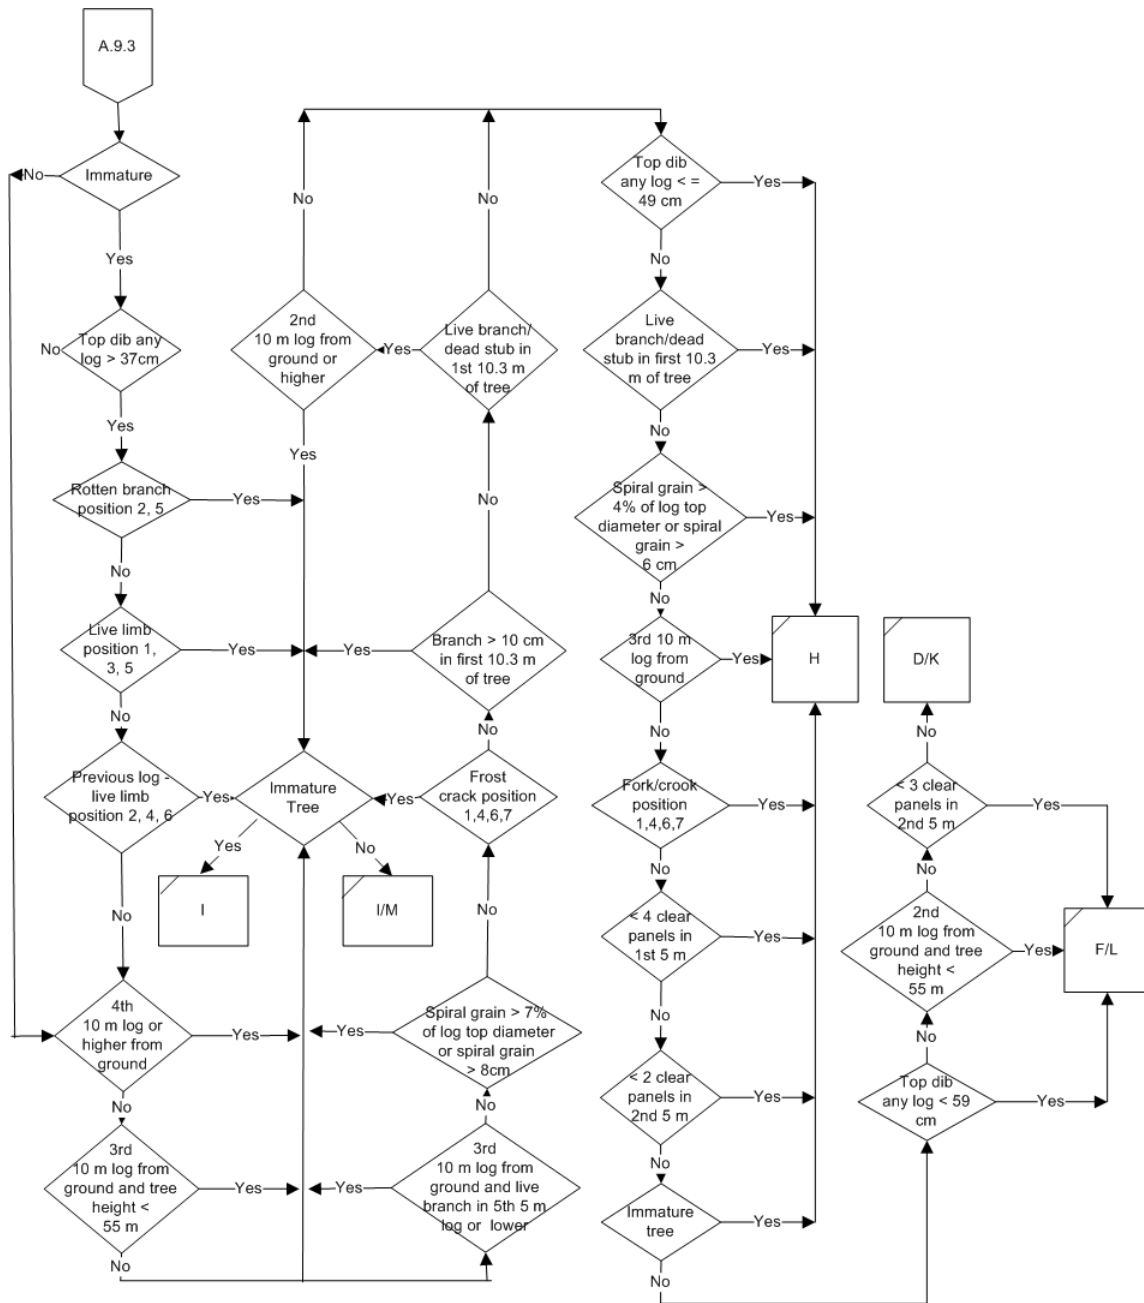 A.9.3
Immature
No
Yes
Top dib any
log > 37cm
No
Yes
Rotten branch
position 2, 5
Yes
No
Live limb
position 1,
3, 5
Yes
No
Previous log -
live limb
position 2, 4, 6
Yes
No
4th
10 m log or
higher from
ground
Yes
No
3rd
10 m log from
ground and tree
height <
55 m
Yes
No
No
2nd
10 m log from
ground or
higher
Yes
Immature
Tree
Yes
No
I
I/M
No
Live branch/
dead stub in
1st 10.3 m
of tree
Yes
No
Branch > 10 cm
in first 10.3 m
of tree
Yes
No
Frost
crack position
1,4,6,7
Yes
No
Spiral grain > 7%
of log top diameter
or spiral grain
> 8cm
Yes
No
3rd
10 m log from
ground and live
branch in 5th 5 m
log or lower
Yes
Top dib
any log < =
49 cm
Yes
No
Live
branch/dead
stub in first 10.3
m of tree
Yes
No
Spiral grain >
4% of log top
diameter or spiral
grain >
6 cm
Yes
No
3rd 10 m
log from
ground
Yes
No
H
Fork/crook
position
1,4,6,7
Yes
No
< 4 clear
panels in
1st 5 m
Yes
No
< 2 clear
panels in
2nd 5 m
Yes
No
Immature
tree
Yes
No
D/K
No
< 3 clear
panels in
2nd 5 m
Yes
No
2nd
10 m log from
ground and tree
height <
55 m
Yes
F/L
No
Top dib
any log < 59
cm
Yes